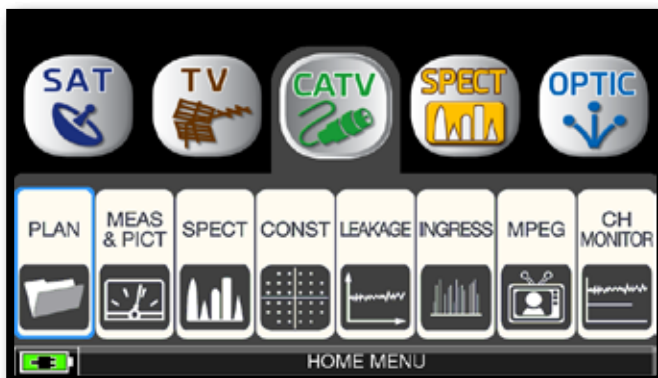 SAT
TV
CATV
SPECT
OPTIC
PLAN
MEAS
& PICT
SPECT
CONST
LEAKAGE
INGRESS
MPEG
CH
MONITOR
HOME MENU